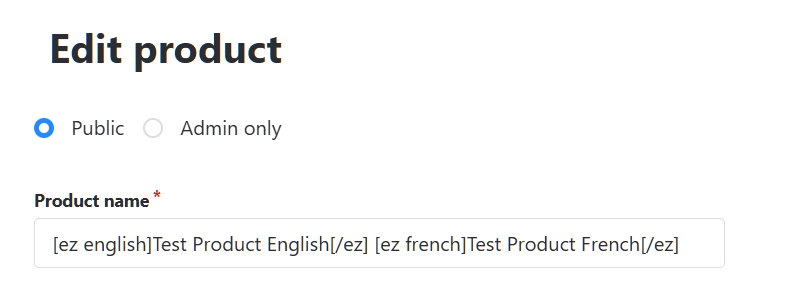 Edit product
Public Admin only
Product name *
[ez english]Test Product English[/ez] [ez french]Test Product French[/ez]